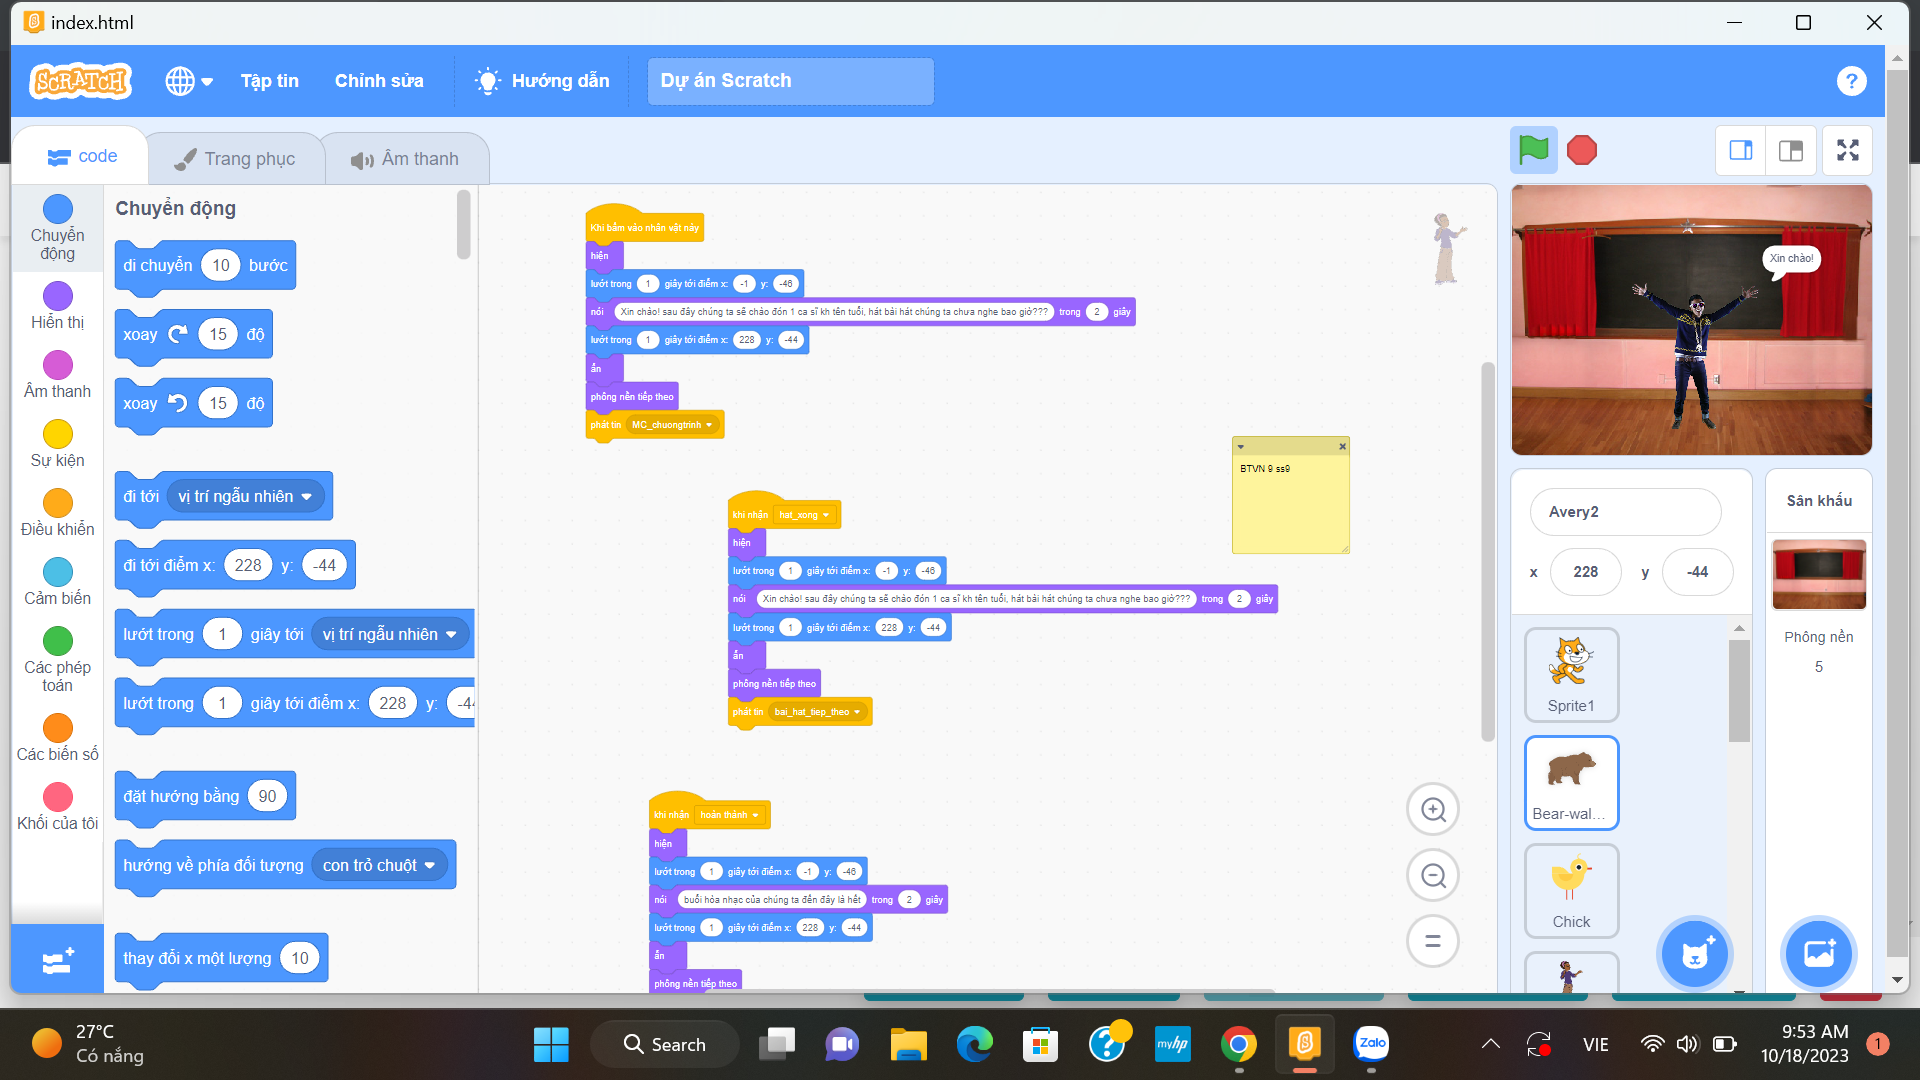 index.html
SCRATCH
Tập tin
Chỉnh sửa
Hướng dẫn
Dự án Scratch
?
code
Trang phục
Âm thanh
Chuyển động
Hiển thị
Âm thanh
Sự kiện
Điều khiển
Cảm biến
Các phép toán
Các biến số
Khối của tôi
Chuyển động
di chuyển 10 bước
xoay 15 độ
xoay 15 độ
đi tới vị trí ngẫu nhiên
đi tới điểm x: 228 y: -44
lướt trong 1 giây tới vị trí ngẫu nhiên
lướt trong 1 giây tới điểm x: 228 y: -44
đặt hướng bằng 90
hướng về phía đối tượng con trỏ chuột
thay đổi x một lượng 10
Khi bấm vào nhân vật này
hiện
lướt trong 1 giây tới điểm x: -1 y: -46
nói Xin chào! sau đây chúng ta sẽ chào đón 1 ca sĩ kh tên tuổi, hát bài hát chúng ta chưa nghe bao giờ??? trong 2 giây
lướt trong 1 giây tới điểm x: 228 y: -44
ẩn
phông nền tiếp theo
phát tin MC_chuongtrinh
BTVN 9 ss9
khi nhận hat_xong
hiện
lướt trong 1 giây tới điểm x: -1 y: -46
nói Xin chào! sau đây chúng ta sẽ chào đón 1 ca sĩ kh tên tuổi, hát bài hát chúng ta chưa nghe bao giờ??? trong 2 giây
lướt trong 1 giây tới điểm x: 228 y: -44
ẩn
phông nền tiếp theo
phát tin bai_hat_tiep_theo
khi nhận hoàn thành
hiện
lướt trong 1 giây tới điểm x: -1 y: -46
nói buổi hòa nhạc của chúng ta đến đây là hết trong 2 giây
lướt trong 1 giây tới điểm x: 228 y: -44
ẩn
phông nền tiếp theo
Xin chào!
Avery2
x 228 y -44
Sprite1
Bear-wal...
Chick
Sân khấu
Phông nền
5
27°C
Có nắng
Search
myhp
Zalo
VIE
9:53 AM
10/18/2023
1